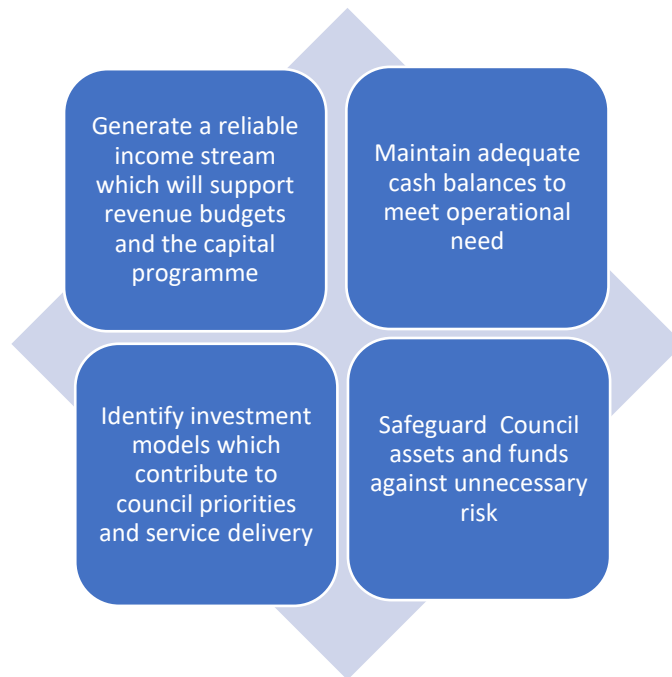 Generate a reliable
income stream
which will support
revenue budgets
and the capital
programme
Maintain adequate
cash balances to
meet operational
need
Identify investment
models which
contribute to
council priorities
and service delivery
Safeguard  Council
assets and funds
against unnecessary
risk